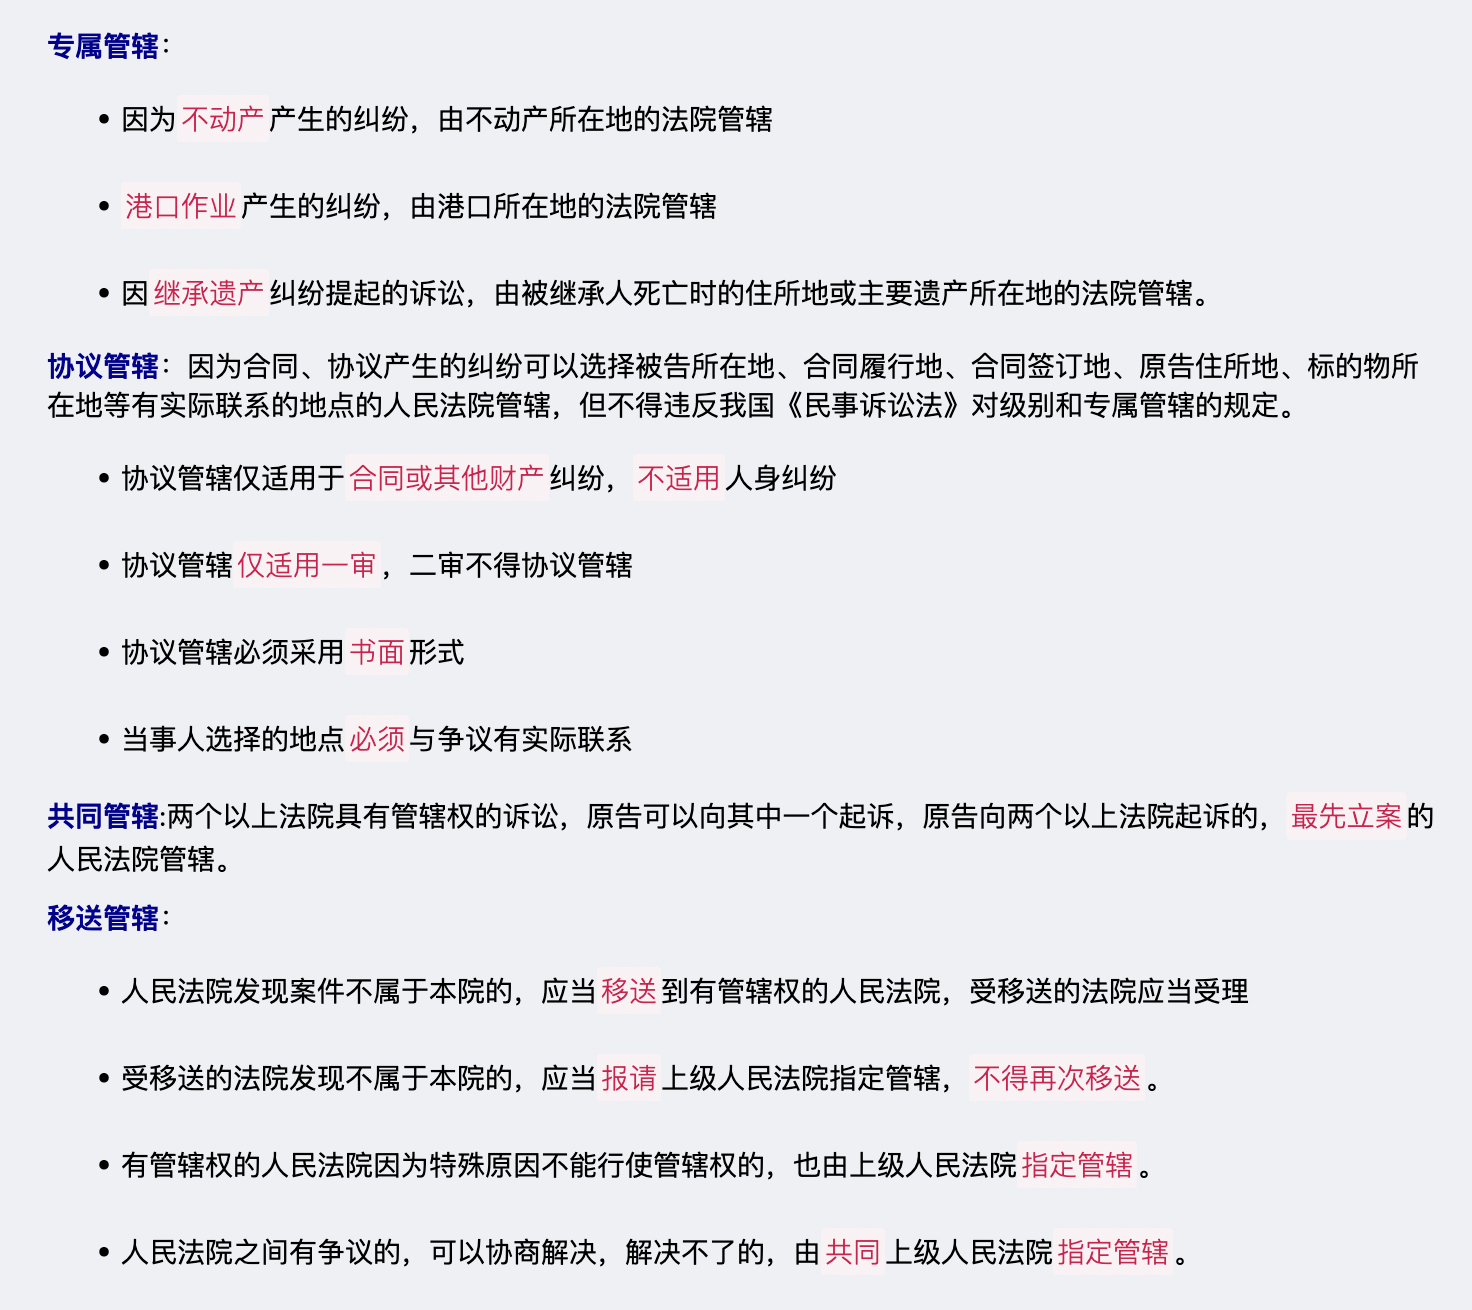 专属管辖：
• 因为不动产产生的纠纷，由不动产所在地的法院管辖
• 港口作业产生的纠纷，由港口所在地的法院管辖
• 因继承遗产纠纷提起的诉讼，由被继承人死亡时的住所地或主要遗产所在地的法院管辖。
协议管辖：因为合同、协议产生的纠纷可以选择被告所在地、合同履行地、合同签订地、原告住所地、标的物所
在地等有实际联系的地点的人民法院管辖，但不得违反我国《民事诉讼法》对级别和专属管辖的规定。
• 协议管辖仅适用于合同或其他财产纠纷，不适用人身纠纷
• 协议管辖仅适用一审，二审不得协议管辖
• 协议管辖必须采用书面形式
• 当事人选择的地点必须与争议有实际联系
共同管辖:两个以上法院具有管辖权的诉讼，原告可以向其中一个起诉，原告向两个以上法院起诉的，最先立案的
人民法院管辖。
移送管辖：
• 人民法院发现案件不属于本院的，应当移送到有管辖权的人民法院，受移送的法院应当受理
• 受移送的法院发现不属于本院的，应当报请上级人民法院指定管辖，不得再次移送。
• 有管辖权的人民法院因为特殊原因不能行使管辖权的，也由上级人民法院指定管辖。
• 人民法院之间有争议的，可以协商解决，解决不了的，由共同上级人民法院指定管辖。